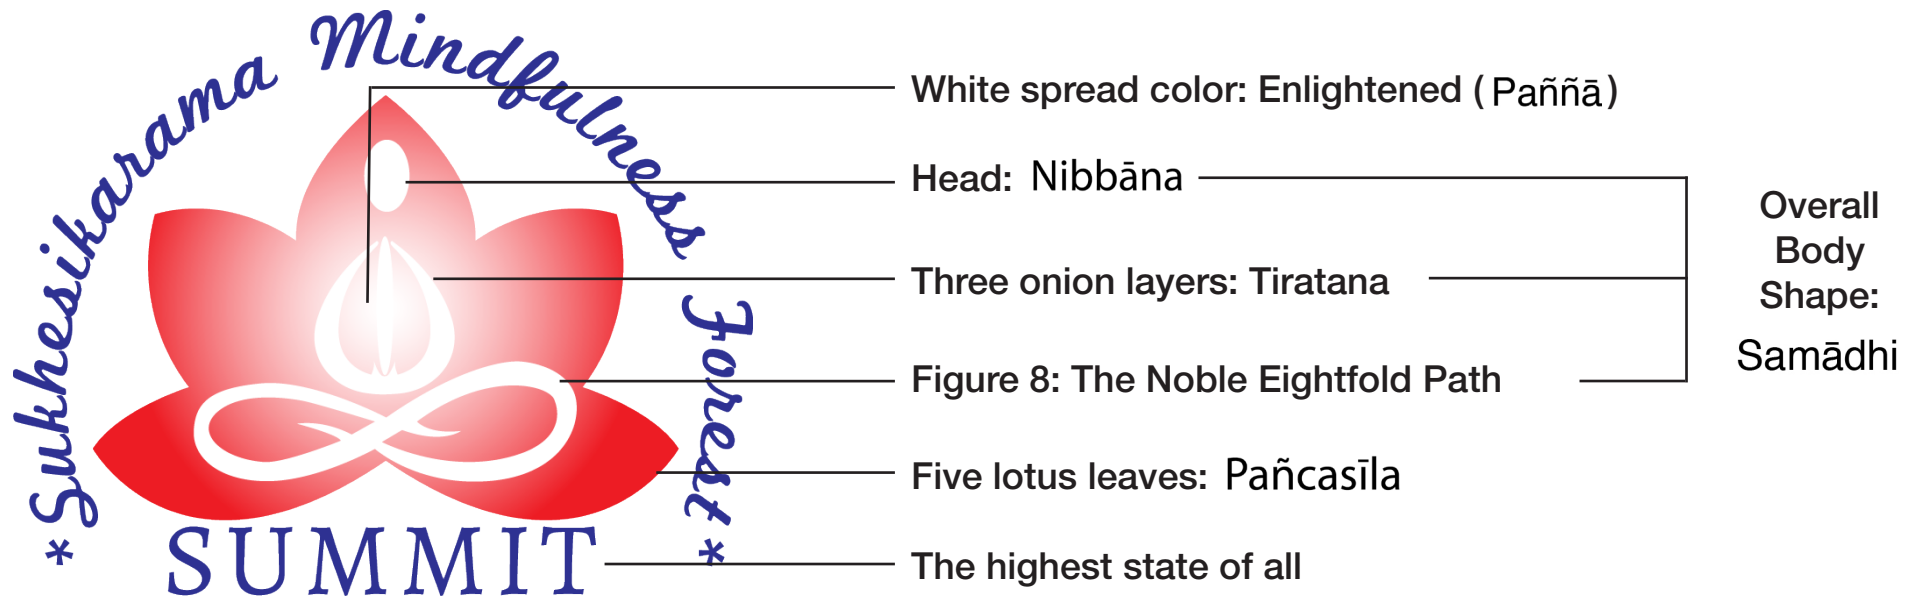 *Sukhesikarama Mindfulness Forest*
SUMMIT
White spread color: Enlightened (Paññā)
Head: Nibbāna
Three onion layers: Tiratana
Figure 8: The Noble Eightfold Path
Five lotus leaves: Pañcasīla
The highest state of all
Overall
Body
Shape:
Samādhi